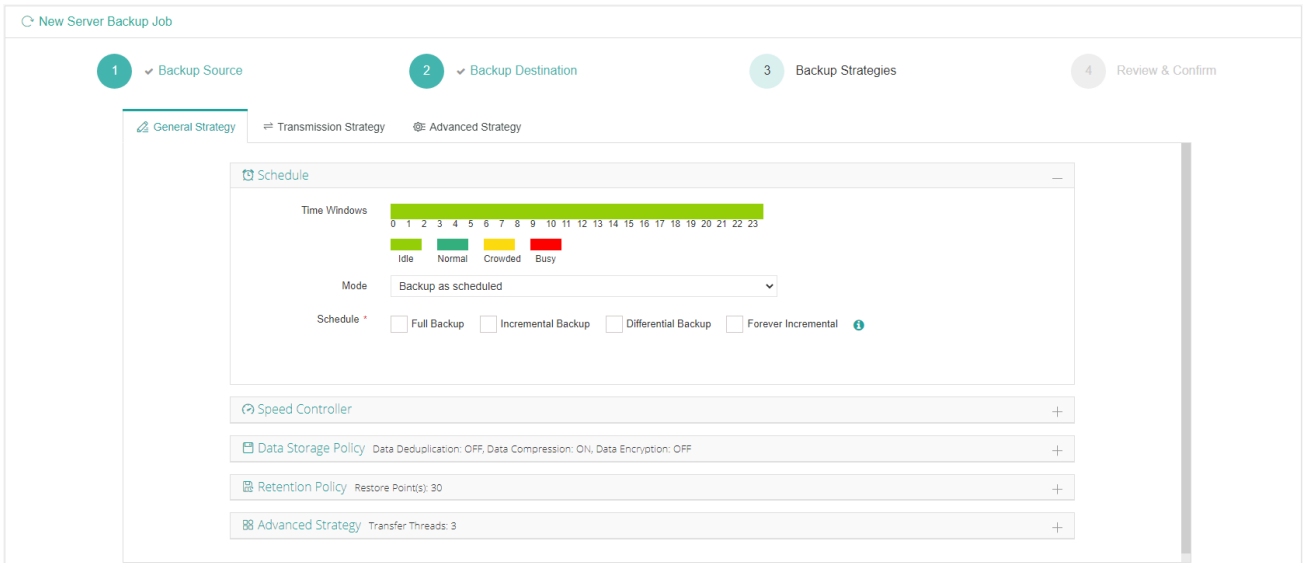 New Server Backup Job
1 Backup Source 2 Backup Destination 3 Backup Strategies 4 Review & Confirm
General Strategy Transmission Strategy Advanced Strategy
Schedule
Time Windows
0 1 2 3 4 5 6 7 8 9 10 11 12 13 14 15 16 17 18 19 20 21 22 23
Idle Normal Crowded Busy
Mode Backup as scheduled
Schedule * Full Backup Incremental Backup Differential Backup Forever Incremental
Speed Controller
Data Storage Policy Data Deduplication: OFF, Data Compression: ON, Data Encryption: OFF
Retention Policy Restore Point(s): 30
Advanced Strategy Transfer Threads: 3